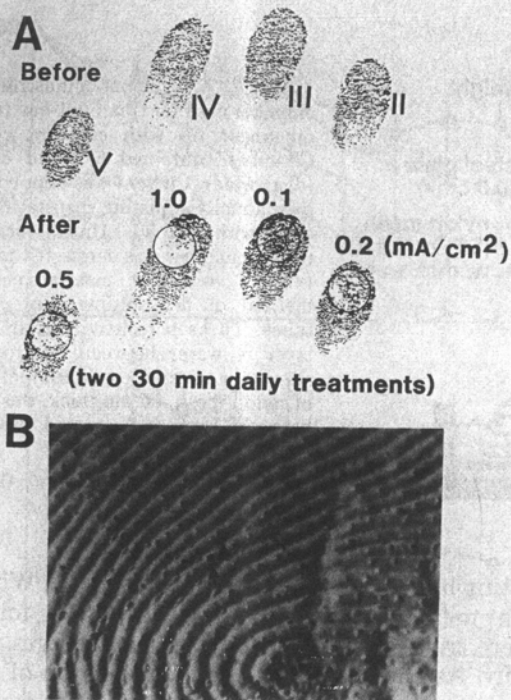 A
Before
IV
III
II
V
After
1.0
0.1
0.2 (mA/cm²)
0.5
(two 30 min daily treatments)
B